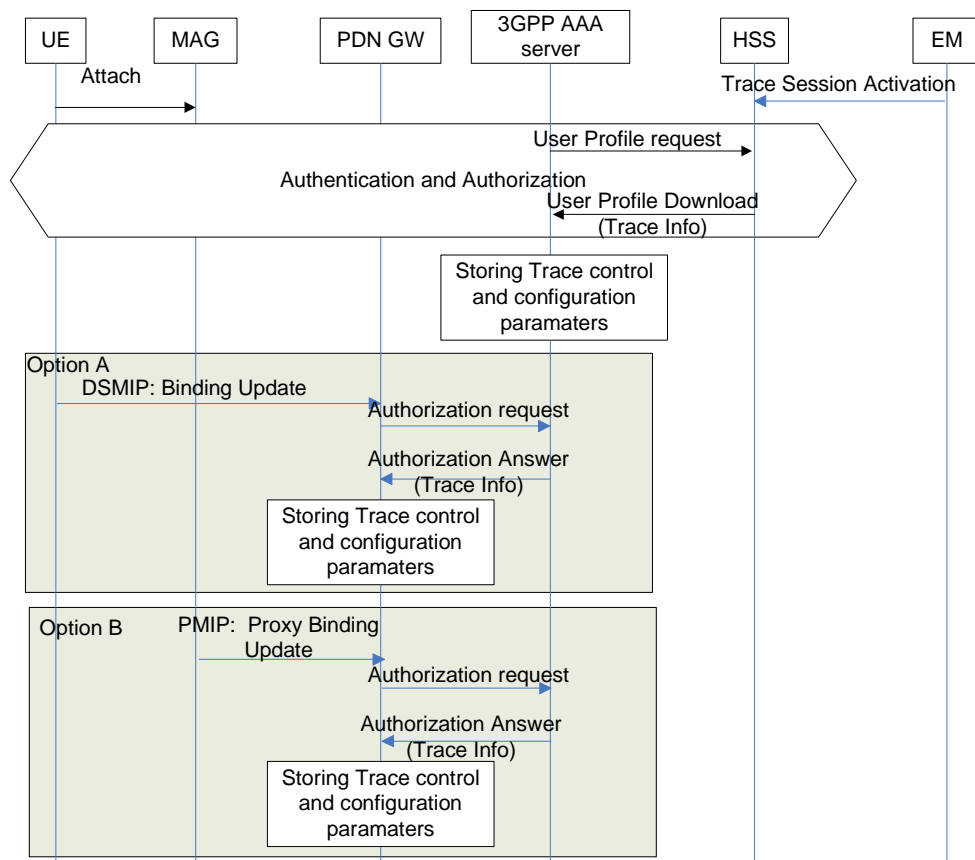 UE
MAG
PDN GW
3GPP AAA
server
HSS
EM
Attach
Trace Session Activation
User Profile request
Authentication and Authorization
User Profile Download
(Trace Info)
Storing Trace control
and configuration
paramaters
Option A
DSMIP: Binding Update
Authorization request
Authorization Answer
(Trace Info)
Storing Trace control
and configuration
paramaters
Option B
PMIP: Proxy Binding
Update
Authorization request
Authorization Answer
(Trace Info)
Storing Trace control
and configuration
paramaters